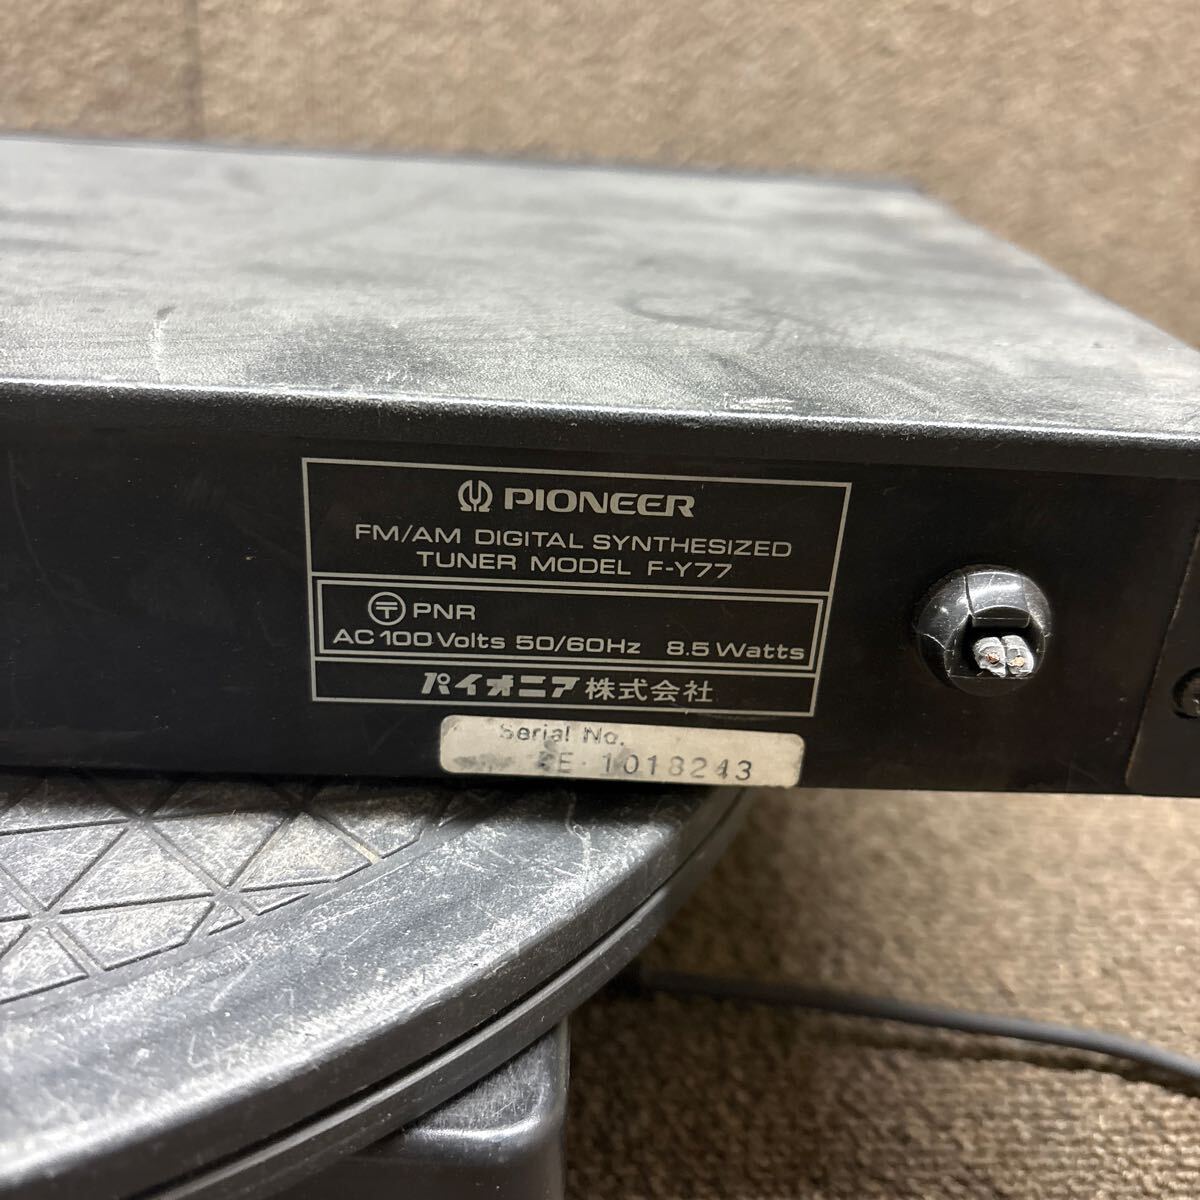 PIONEER
FM/AM DIGITAL SYNTHESIZED
TUNER MODEL F-Y77
〒 PNR
AC 100 Volts 50/60Hz 8.5 Watts
パイオニア株式会社
Serial No.
1018243